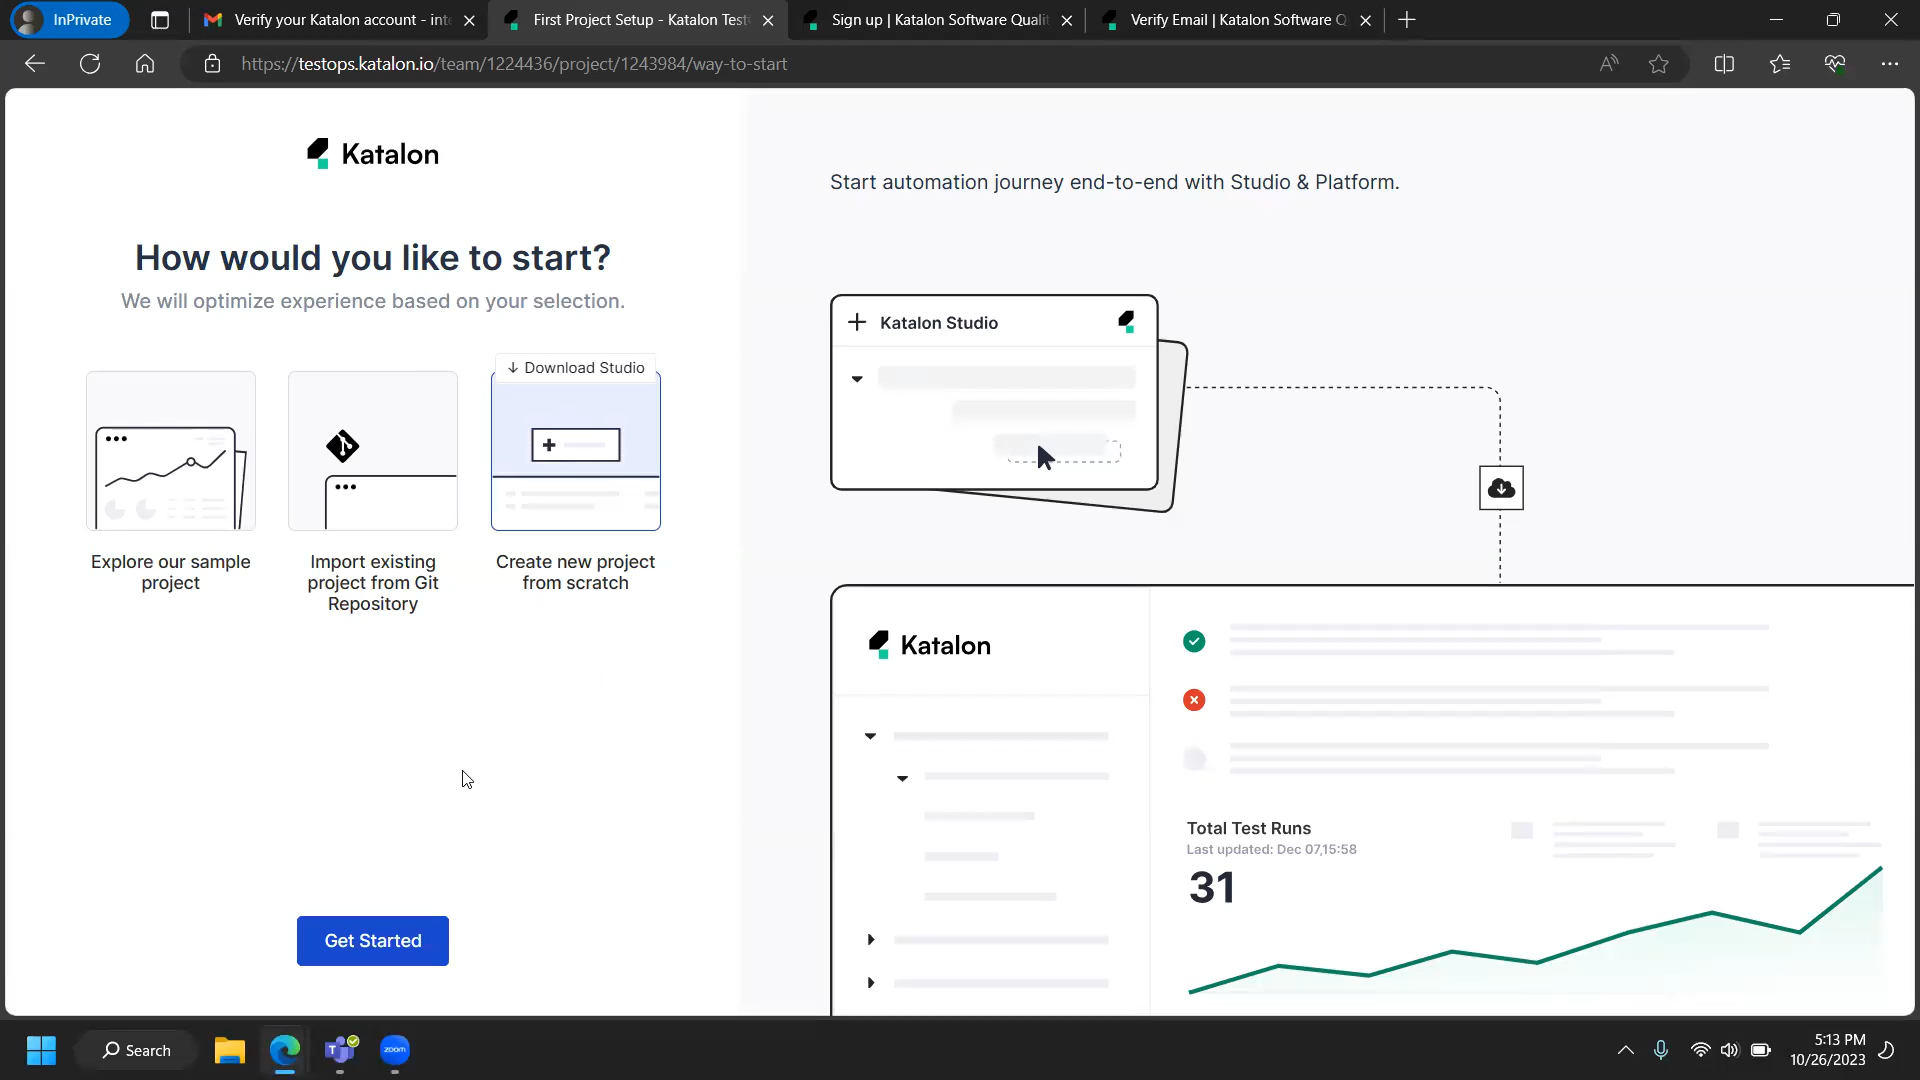 InPrivate
Verify your Katalon account - inte
First Project Setup - Katalon Test
Sign up | Katalon Software Qualit
Verify Email | Katalon Software Q
https://testops.katalon.io/team/1224436/project/1243984/way-to-start
Katalon
How would you like to start?
We will optimize experience based on your selection.
↓ Download Studio
Explore our sample
project
Import existing
project from Git
Repository
Create new project
from scratch
Get Started
Start automation journey end-to-end with Studio & Platform.
+ Katalon Studio
Katalon
Total Test Runs
Last updated: Dec 07,15:58
31
Search
zoom
5:13 PM
10/26/2023